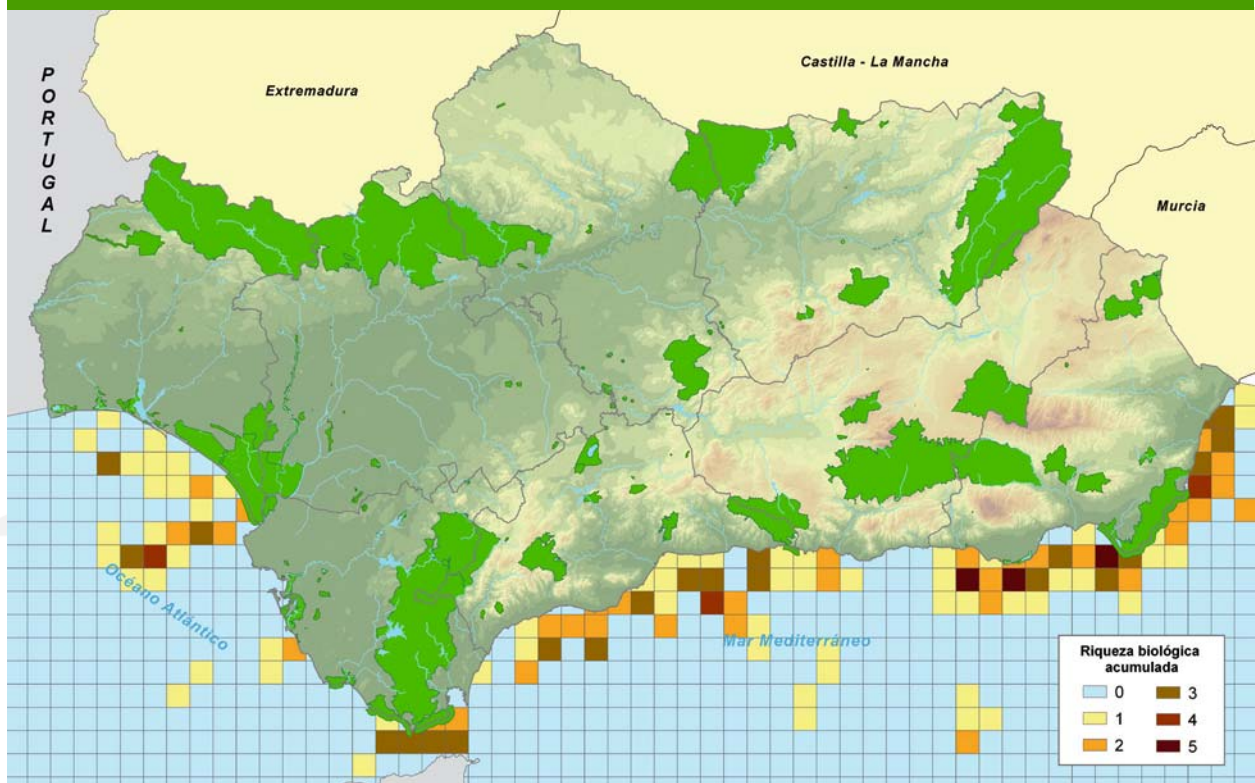 PORTUGAL
Extremadura
Castilla - La Mancha
Murcia
Océano Atlántico
Mar Mediterráneo
Riqueza biológica
acumulada
0
3
1
4
2
5